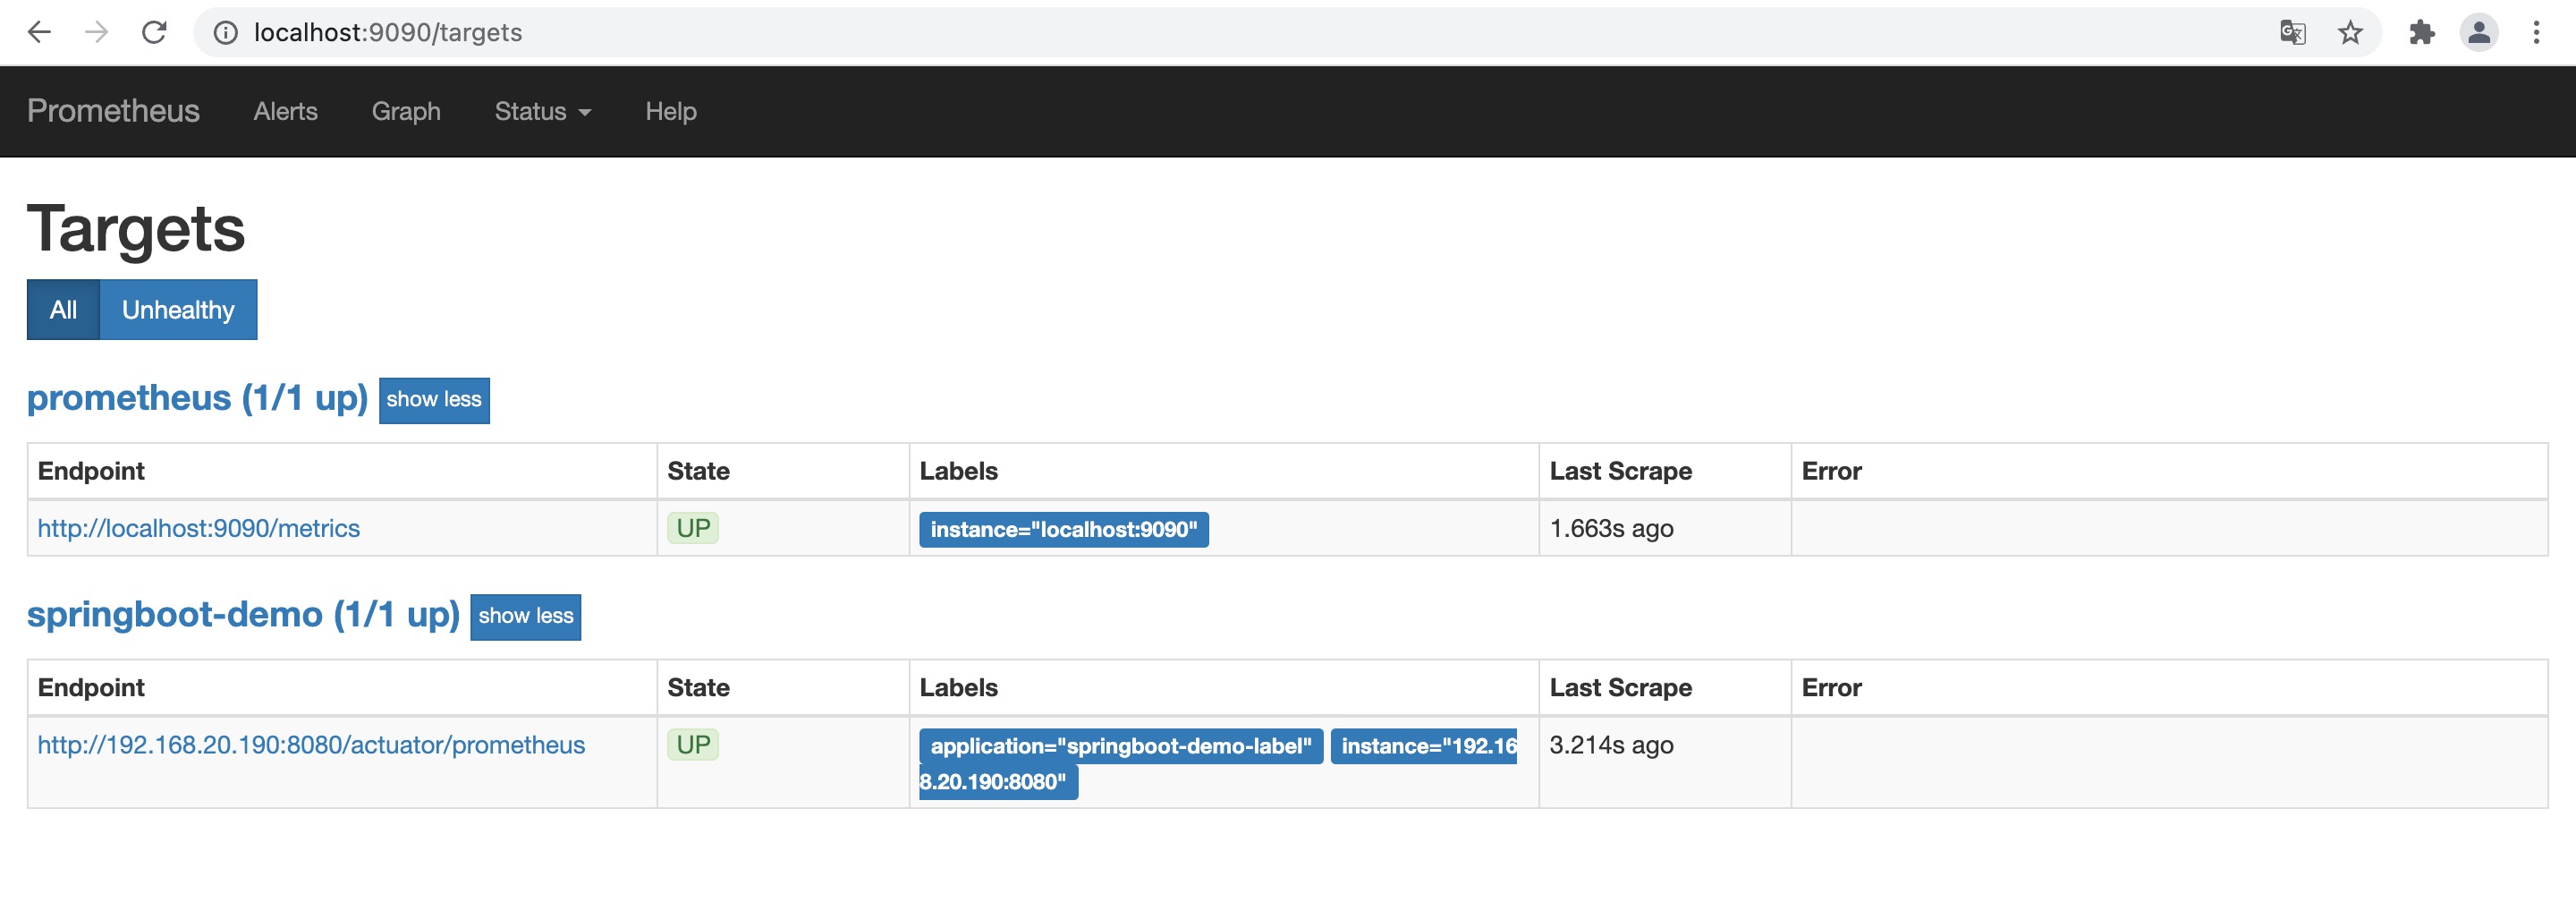 localhost:9090/targets
Prometheus Alerts Graph Status Help
Targets
All Unhealthy
prometheus (1/1 up) show less
Endpoint State Labels Last Scrape Error
http://localhost:9090/metrics UP instance="localhost:9090" 1.663s ago
springboot-demo (1/1 up) show less
Endpoint State Labels Last Scrape Error
http://192.168.20.190:8080/actuator/prometheus UP application="springboot-demo-label" instance="192.16 3.214s ago
8.20.190:8080"